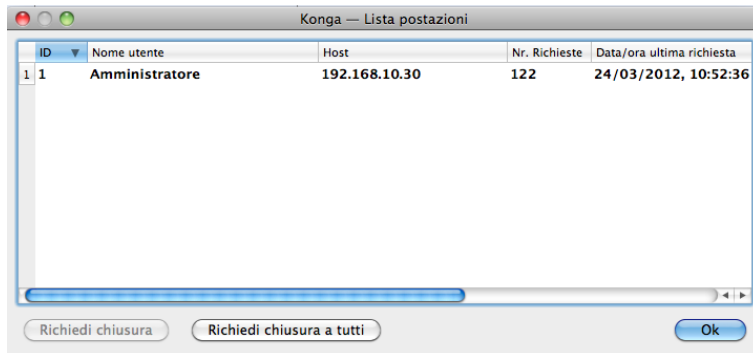 Konga — Lista postazioni
ID Nome utente Host Nr. Richieste Data/ora ultima richiesta
1 1 Amministratore 192.168.10.30 122 24/03/2012, 10:52:36
Richiedi chiusura Richiedi chiusura a tutti Ok